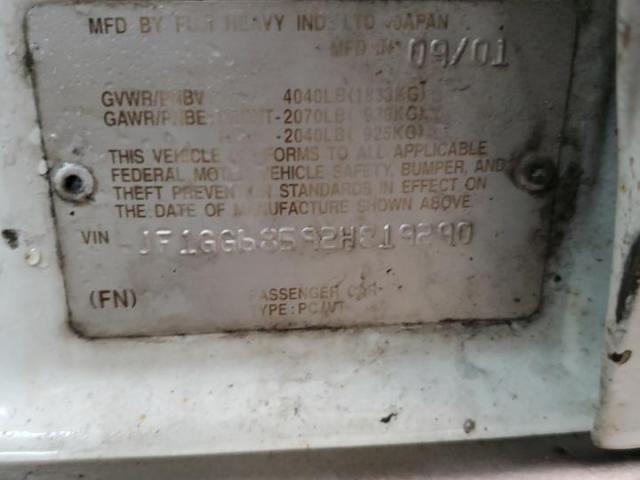 MFD BY FUJI HEAVY IND LTD JAPAN
MFD IN 09/01
GVWR/PNBV 4040LB(1833KG)
GAWR/PNBE FRONT-2070LB( 939KG)
-2040LB( 925KG)
THIS VEHICLE CONFORMS TO ALL APPLICABLE
FEDERAL MOTOR VEHICLE SAFETY, BUMPER, AND
THEFT PREVENTION STANDARDS IN EFFECT ON
THE DATE OF MANUFACTURE SHOWN ABOVE.
VIN JF1GG68592H819290
(FN) PASSENGER CAR
TYPE:PC/VT